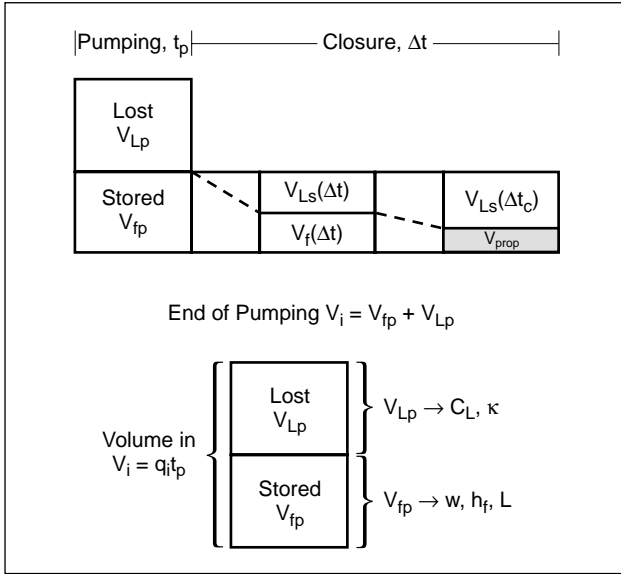 Pumping, tp Closure, Δt
Lost
VLp
Stored
Vfp
VLs(Δt)
Vf(Δt)
VLs(Δtc)
Vprop
End of Pumping Vi = Vfp + VLp
Volume in
Vi = qitp
Lost
VLp
Stored
Vfp
VLp → CL, κ
Vfp → w, hf, L